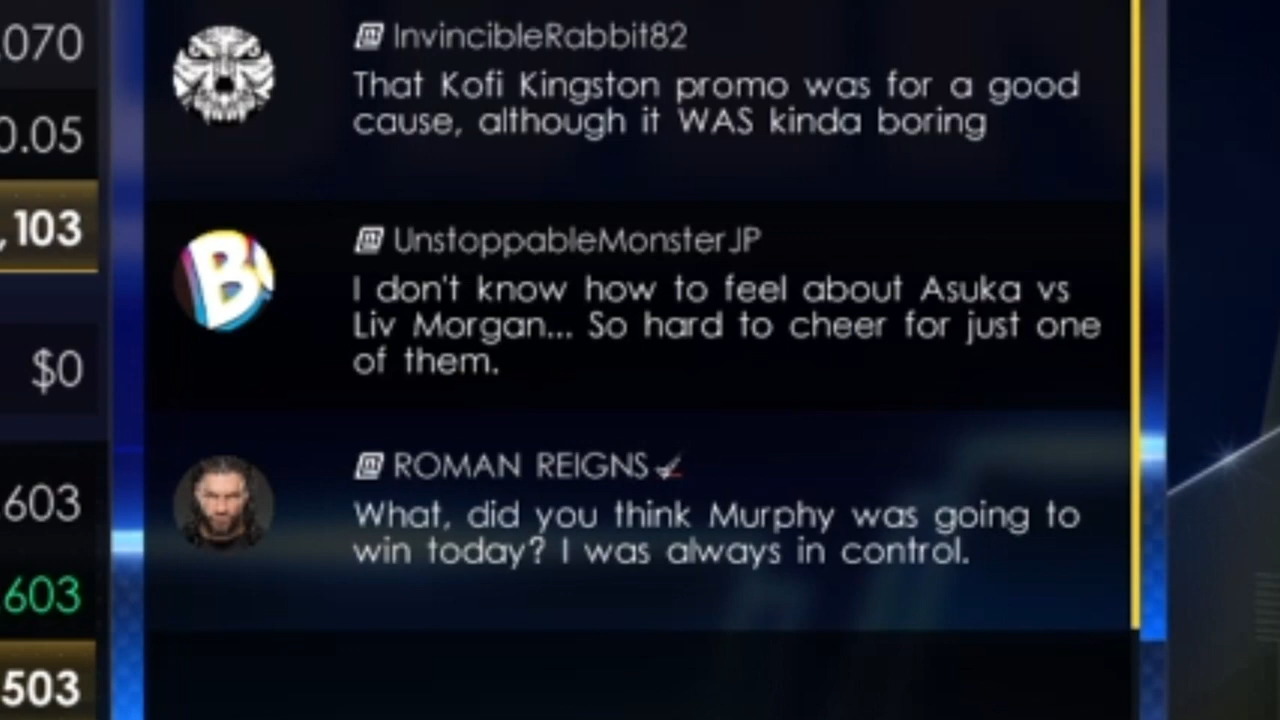 070
0.05
,103
$0
603
603
503
InvincibleRabbit82
That Kofi Kingston promo was for a good
cause, although it WAS kinda boring
B
UnstoppableMonsterJP
I don't know how to feel about Asuka vs
Liv Morgan... So hard to cheer for just one
of them.
ROMAN REIGNS
What, did you think Murphy was going to
win today? I was always in control.